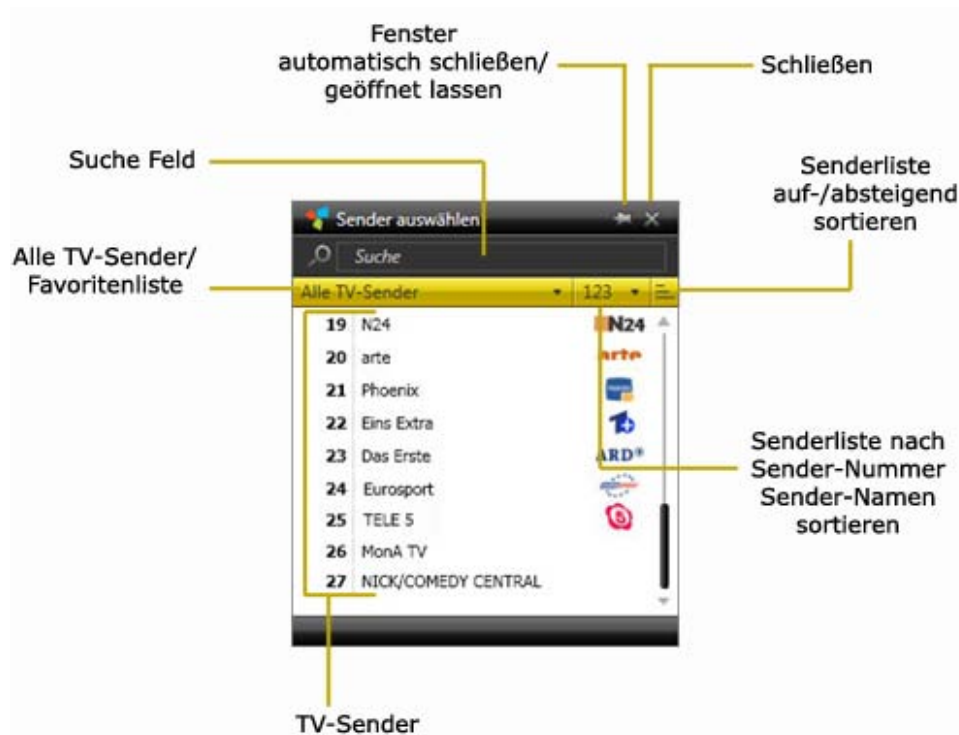 Fenster
automatisch schließen/
geöffnet lassen
Schließen
Suche Feld
Senderliste
auf-/absteigend
sortieren
Alle TV-Sender/
Favoritenliste
Sender auswählen
Suche
Alle TV-Sender 123
19 N24 N24
20 arte arte
21 Phoenix
22 Eins Extra
23 Das Erste ARD®
24 Eurosport
25 TELE 5
26 MonA TV
27 NICK/COMEDY CENTRAL
Senderliste nach
Sender-Nummer
Sender-Namen
sortieren
TV-Sender